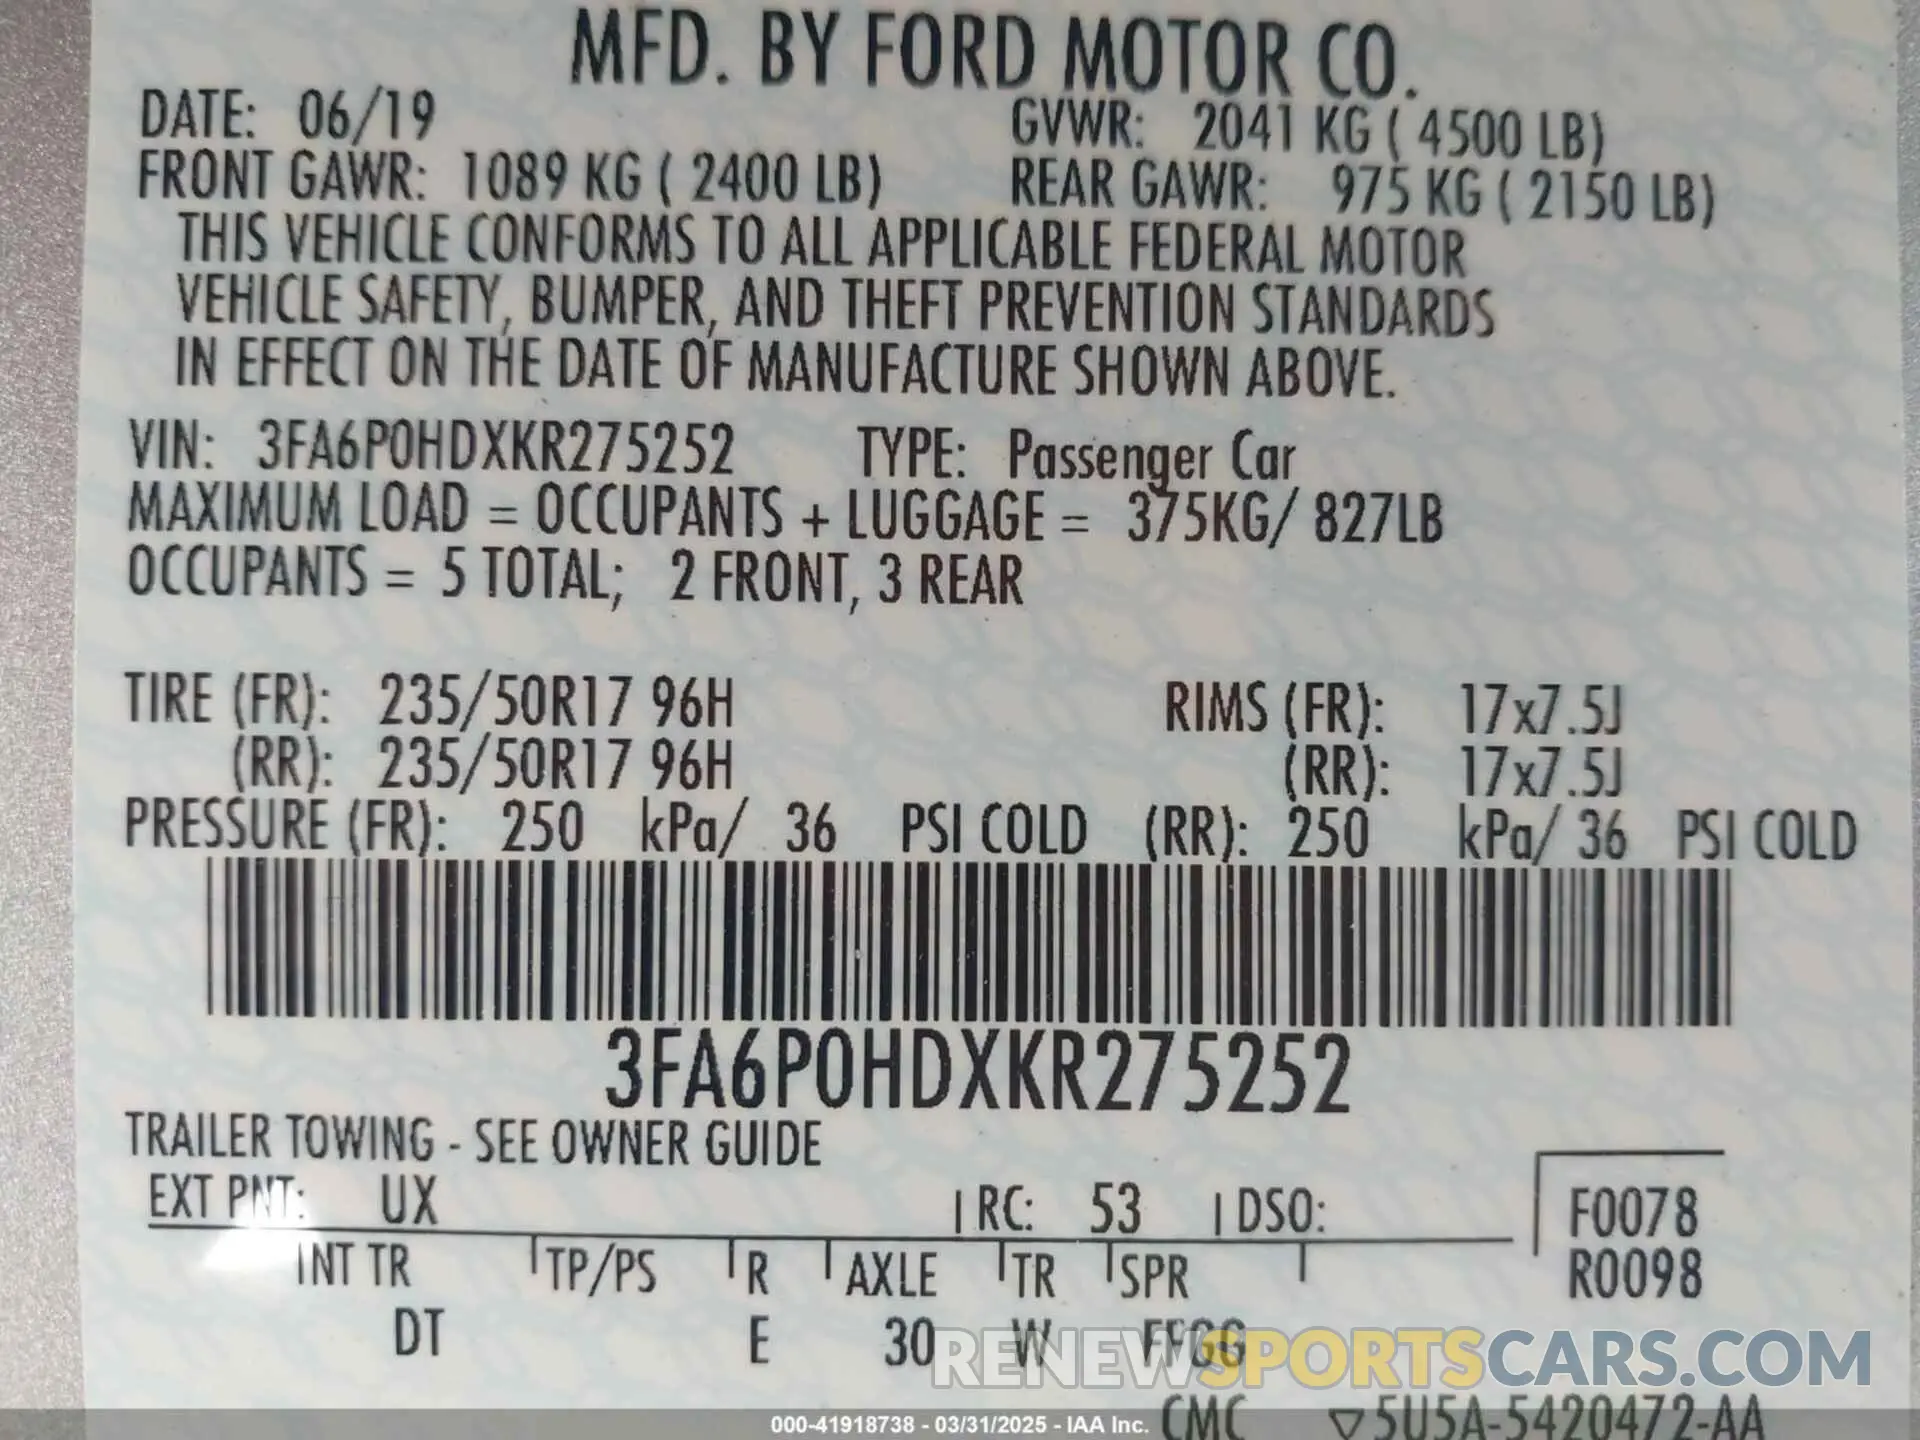 MFD. BY FORD MOTOR CO.
DATE: 06/19 GVWR: 2041 KG ( 4500 LB)
FRONT GAWR: 1089 KG ( 2400 LB) REAR GAWR: 975 KG ( 2150 LB)
THIS VEHICLE CONFORMS TO ALL APPLICABLE FEDERAL MOTOR
VEHICLE SAFETY, BUMPER, AND THEFT PREVENTION STANDARDS
IN EFFECT ON THE DATE OF MANUFACTURE SHOWN ABOVE.
VIN: 3FA6P0HDXKR275252 TYPE: Passenger Car
MAXIMUM LOAD = OCCUPANTS + LUGGAGE = 375KG/ 827LB
OCCUPANTS = 5 TOTAL; 2 FRONT, 3 REAR
TIRE (FR): 235/50R17 96H RIMS (FR): 17x7.5J
(RR): 235/50R17 96H (RR): 17x7.5J
PRESSURE (FR): 250 kPa/ 36 PSI COLD (RR): 250 kPa/ 36 PSI COLD
3FA6P0HDXKR275252
TRAILER TOWING - SEE OWNER GUIDE
EXT PNT: UX RC: 53 DSO: F0078
INT TR TP/PS R AXLE TR SPR R0098
DT E 30 W FFGG
RENEWSPORTSCARS.COM
CMC ▽5U5A-5420472-AA
000-41918738 - 03/31/2025 - IAA Inc.